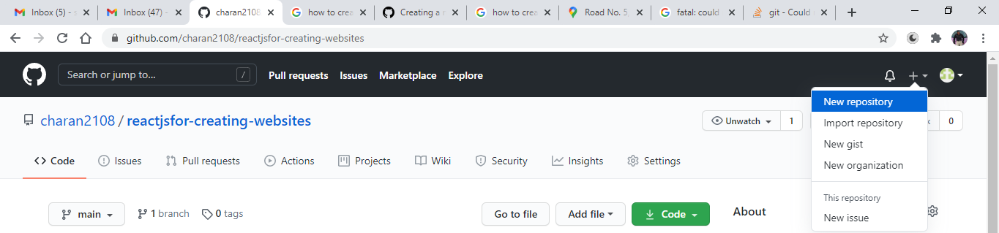 Inbox (5) - s
Inbox (47) -
charan2108
how to crea
Creating a r
how to crea
Road No. 5,
fatal: could
git - Could
github.com/charan2108/reactjsfor-creating-websites
Search or jump to...
/
Pull requests
Issues
Marketplace
Explore
New repository
Import repository
New gist
New organization
This repository
New issue
charan2108 / reactjsfor-creating-websites
Unwatch
1
0
Code
Issues
Pull requests
Actions
Projects
Wiki
Security
Insights
Settings
main
1 branch
0 tags
Go to file
Add file
Code
About